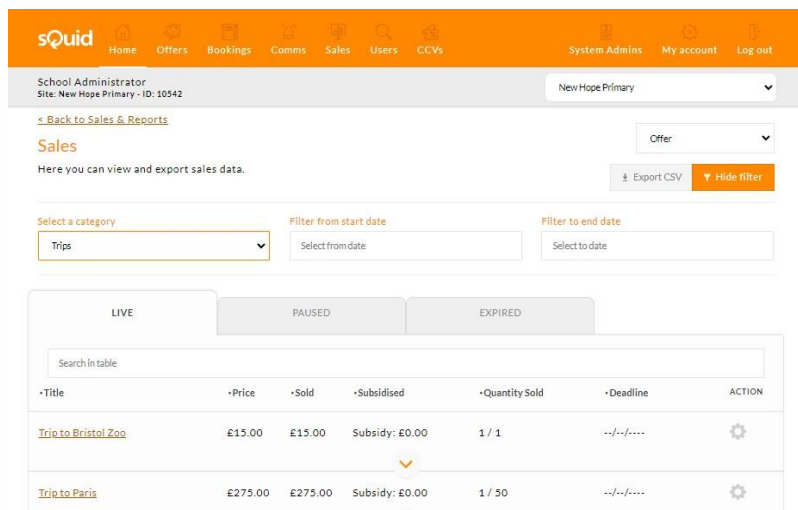 sQuid
Home Offers Bookings Comms Sales Users CCVs System Admins My account Log out
School Administrator
Site: New Hope Primary - ID: 10542
New Hope Primary
< Back to Sales & Reports
Offer
Sales
Here you can view and export sales data.
Export CSV Hide filter
Select a category Filter from start date Filter to end date
Trips Select from date Select to date
LIVE PAUSED EXPIRED
Search in table
Title Price Sold Subsidised Quantity Sold Deadline ACTION
Trip to Bristol Zoo £15.00 £15.00 Subsidy: £0.00 1 / 1 --/--/----
Trip to Paris £275.00 £275.00 Subsidy: £0.00 1 / 50 --/--/----